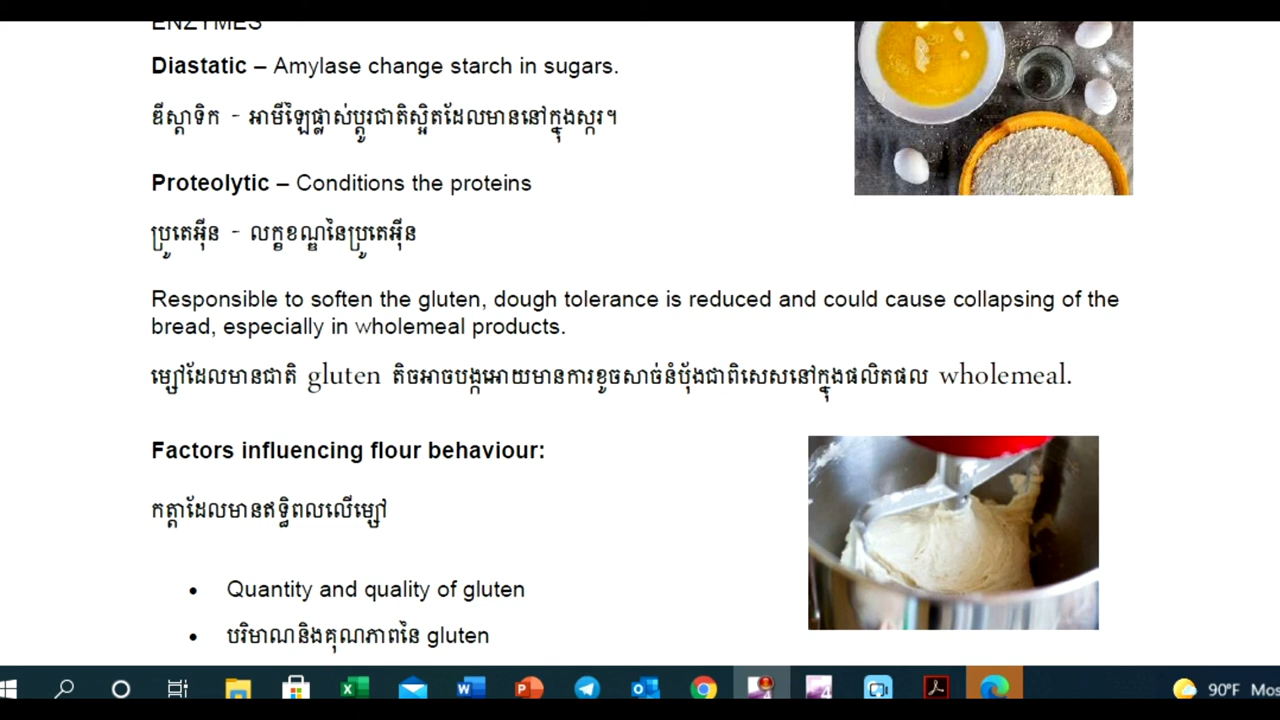 ENZYMES
Diastatic – Amylase change starch in sugars.
ឌីស្តាទិក - អាមីឡៃផ្លាស់ប្តូរជាតិស្អិតដែលមាននៅក្នុងស្ករ។
Proteolytic – Conditions the proteins
ប្រូតេអ៊ីន - លក្ខខណ្ឌនៃប្រូតេអ៊ីន
Responsible to soften the gluten, dough tolerance is reduced and could cause collapsing of the
bread, especially in wholemeal products.
ម្សៅដែលមានជាតិ gluten តិចអាចបង្កអោយមានការខូចសាច់នំបុ័ងជាពិសេសនៅក្នុងផលិតផល wholemeal.
Factors influencing flour behaviour:
កត្តាដែលមានឥទ្ធិពលលើម្សៅ
• Quantity and quality of gluten
• បរិមាណនិងគុណភាពនៃ gluten
90°F Mos